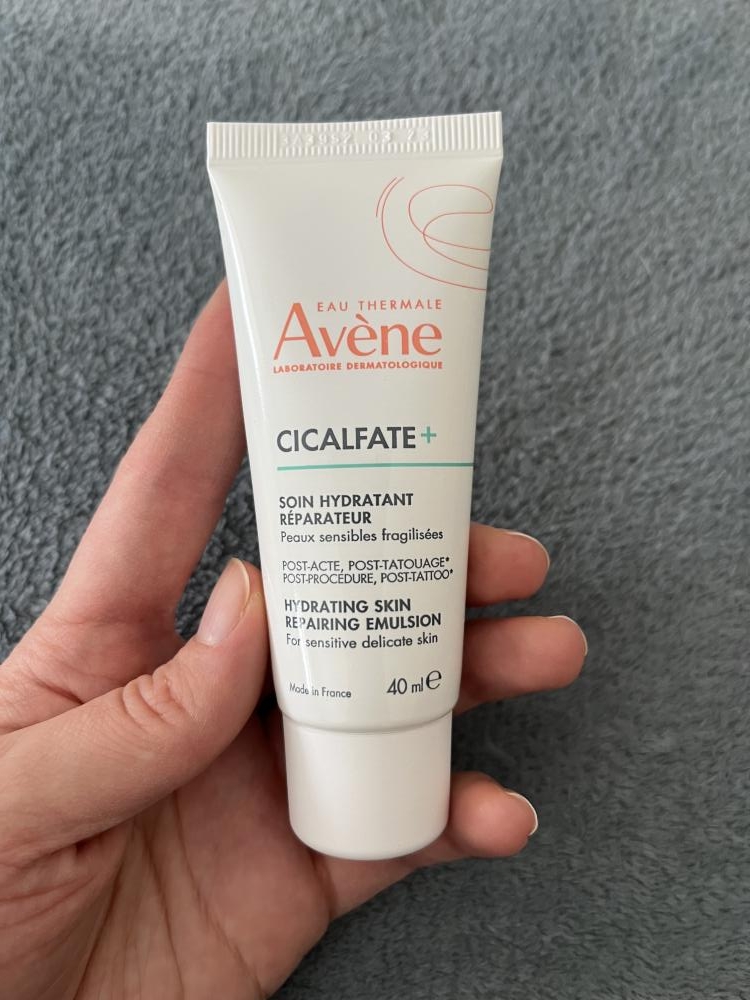 EAU THERMALE
Avène
LABORATOIRE DERMATOLOGIQUE
CICALFATE+
SOIN HYDRATANT
RÉPARATEUR
Peaux sensibles fragilisées
POST-ACTE, POST-TATOUAGE*
POST-PROCEDURE, POST-TATTOO*
HYDRATING SKIN
REPAIRING EMULSION
For sensitive delicate skin
Made in France 40 ml℮